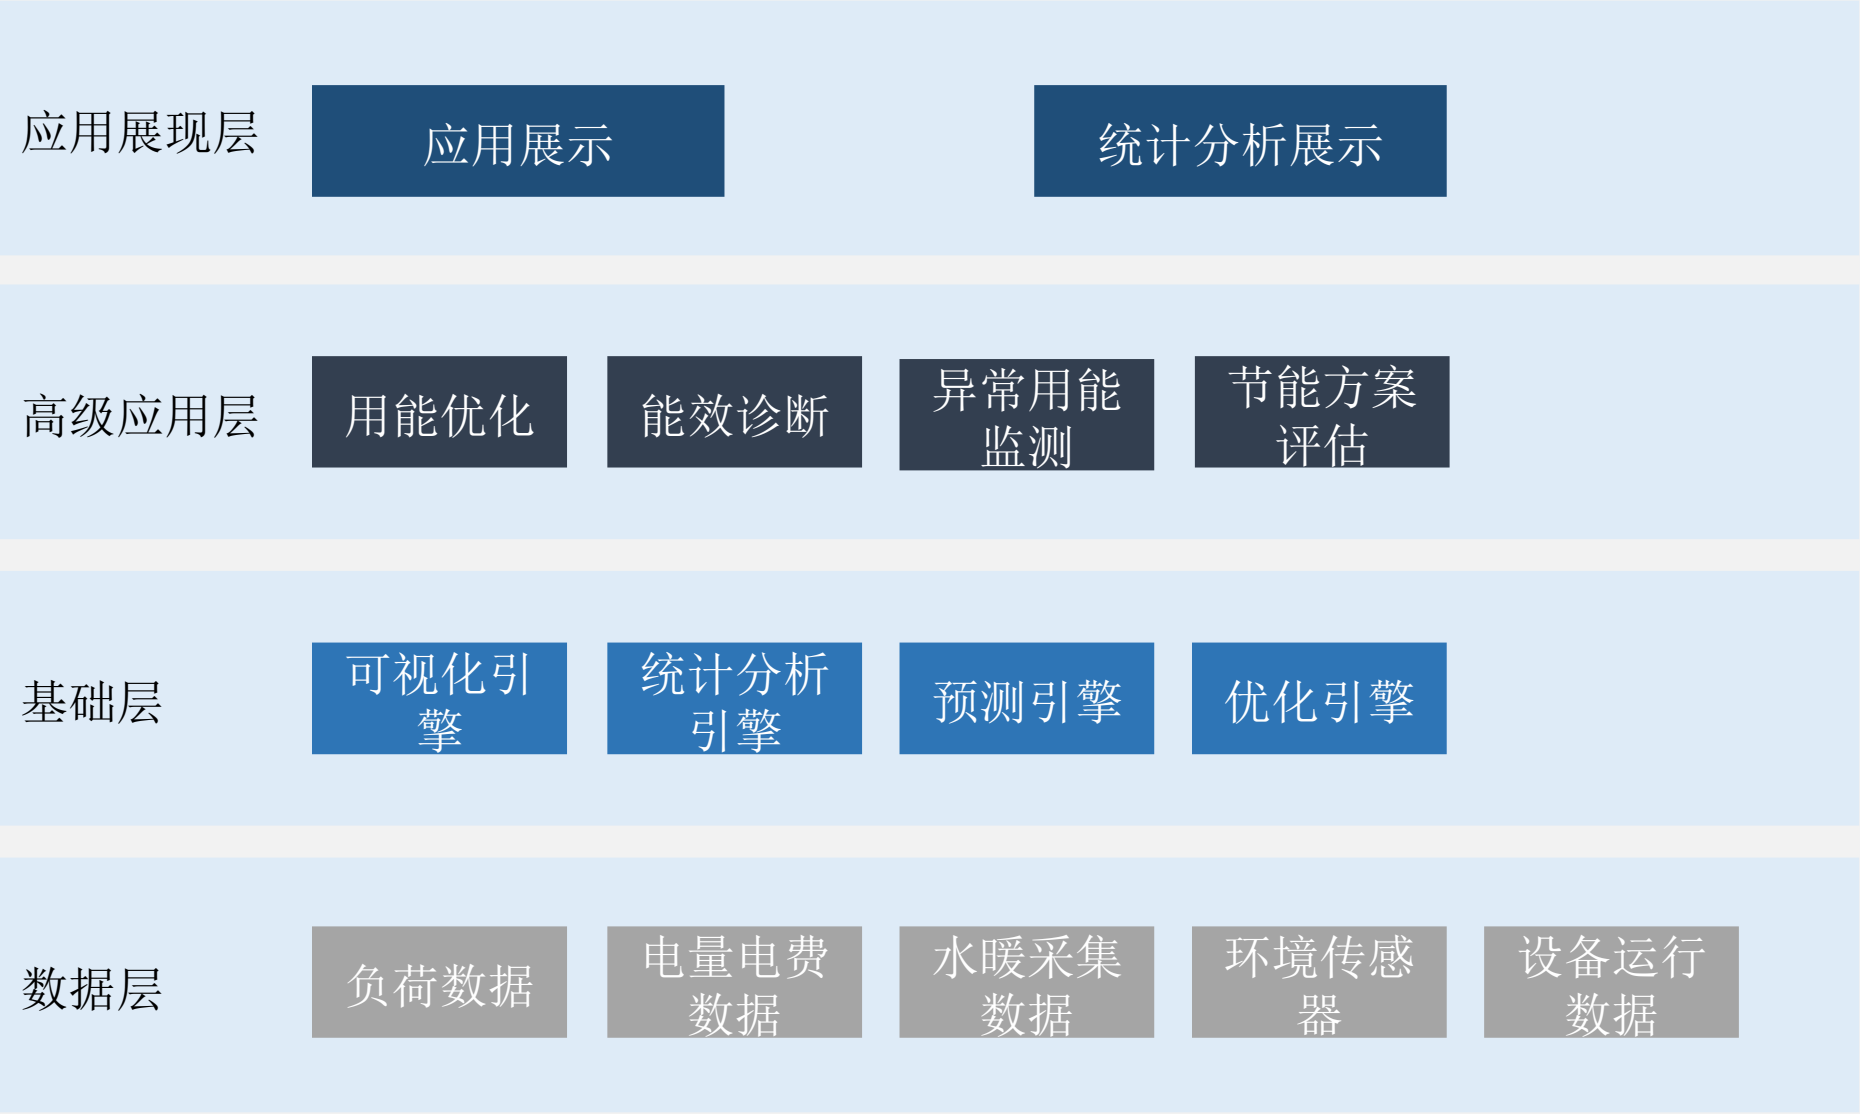 应用展现层
应用展示
统计分析展示
高级应用层
用能优化
能效诊断
异常用能
监测
节能方案
评估
基础层
可视化引
擎
统计分析
引擎
预测引擎
优化引擎
数据层
负荷数据
电量电费
数据
水暖采集
数据
环境传感
器
设备运行
数据